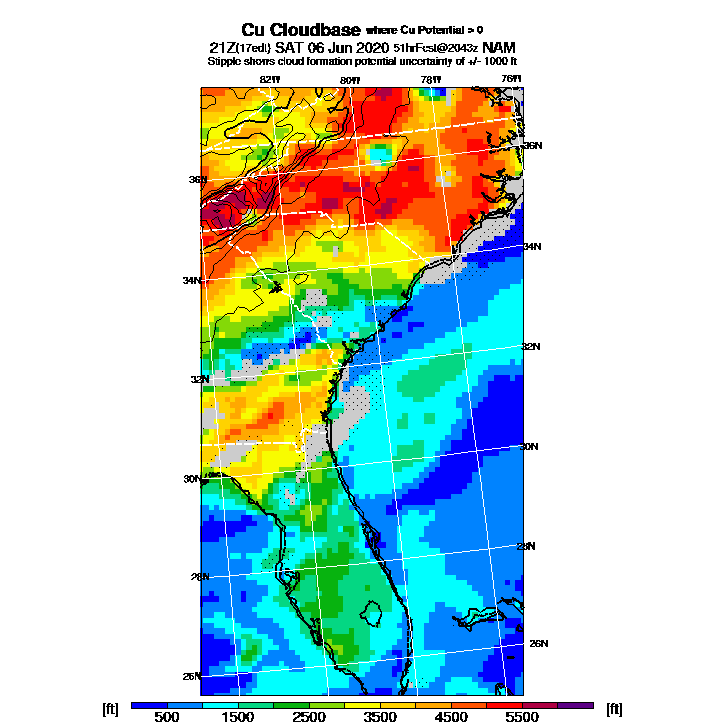 Cu Cloudbase where Cu Potential > 0
21Z(17edt) SAT 06 Jun 2020 51hrFcst@2043z NAM
Stipple shows cloud formation potential uncertainty of +/- 1000 ft
82W 80W 78W 76W
36N
36N
34N
34N
32N
32N
30N
30N
28N
28N
26N
26N
[ft] 500 1500 2500 3500 4500 5500 [ft]